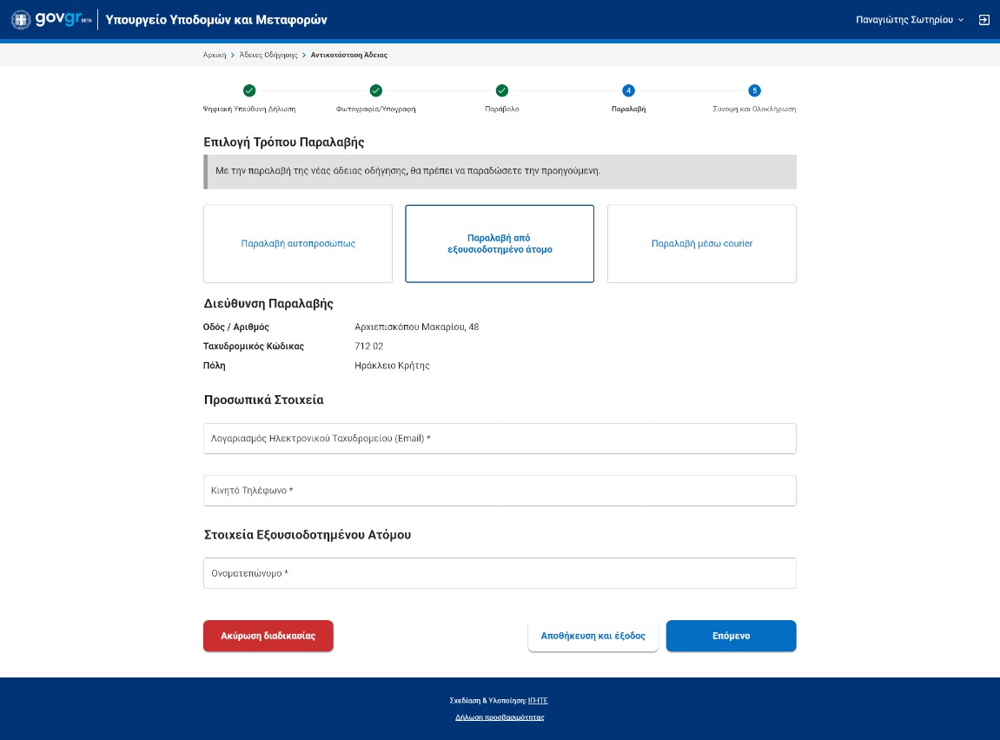 govgr BETA Υπουργείο Υποδομών και Μεταφορών
Παναγιώτης Σωτηρίου
Αρχική > Άδειες Οδήγησης > Αντικατάσταση Άδειας
4 5
Ψηφιακή Υπεύθυνη Δήλωση Φωτογραφία/Υπογραφή Παράβολο Παραλαβή Σύνοψη και Ολοκλήρωση
Επιλογή Τρόπου Παραλαβής
Με την παραλαβή της νέας άδειας οδήγησης, θα πρέπει να παραδώσετε την προηγούμενη.
Παραλαβή αυτοπροσώπως
Παραλαβή από
εξουσιοδοτημένο άτομο
Παραλαβή μέσω courier
Διεύθυνση Παραλαβής
Οδός / Αριθμός Αρχιεπισκόπου Μακαρίου, 48
Ταχυδρομικός Κώδικας 712 02
Πόλη Ηράκλειο Κρήτης
Προσωπικά Στοιχεία
Λογαριασμός Ηλεκτρονικού Ταχυδρομείου (Email) *
Κινητό Τηλέφωνο *
Στοιχεία Εξουσιοδοτημένου Ατόμου
Ονοματεπώνυμο *
Ακύρωση διαδικασίας Αποθήκευση και έξοδος Επόμενο
Σχεδίαση & Υλοποίηση: ΙΠ-ΙΤΕ
Δήλωση προσβασιμότητας